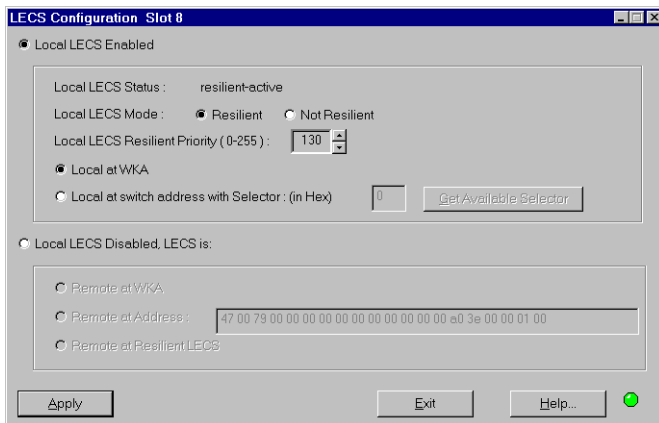 LECS Configuration Slot 8
Local LECS Enabled
Local LECS Status : resilient-active
Local LECS Mode : Resilient Not Resilient
Local LECS Resilient Priority ( 0-255 ) : 130
Local at WKA
Local at switch address with Selector : (in Hex) 0 Get Available Selector
Local LECS Disabled, LECS is:
Remote at WKA
Remote at Address : 47 00 79 00 00 00 00 00 00 00 00 00 00 00 a0 3e 00 00 01 00
Remote at Resilient LECS
Apply Exit Help...